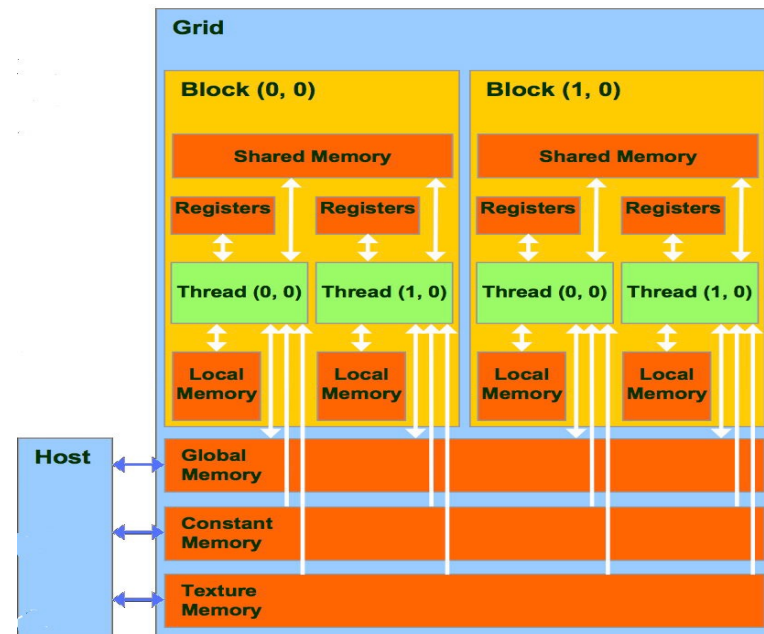 Grid
Block (0, 0)
Block (1, 0)
Shared Memory
Shared Memory
Registers
Registers
Registers
Registers
Thread (0, 0)
Thread (1, 0)
Thread (0, 0)
Thread (1, 0)
Local
Memory
Local
Memory
Local
Memory
Local
Memory
Host
Global
Memory
Constant
Memory
Texture
Memory